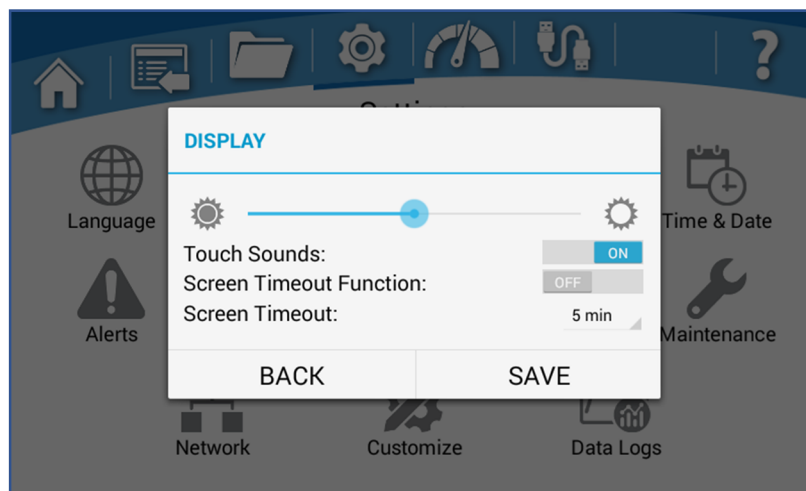 DISPLAY
Language
Time & Date
Touch Sounds:
ON
Screen Timeout Function:
OFF
Screen Timeout:
5 min
Alerts
Maintenance
BACK
SAVE
Network
Customize
Data Logs